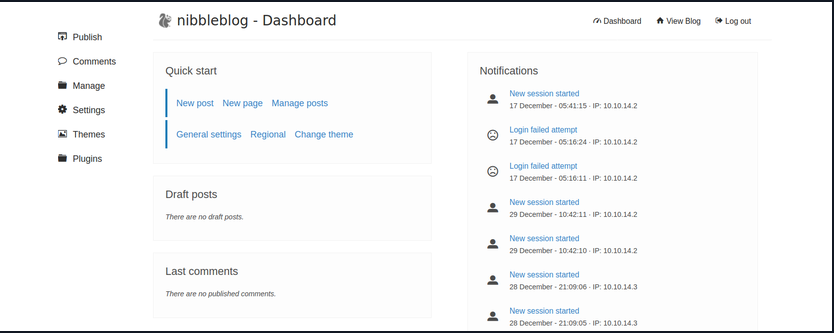 nibbleblog - Dashboard
Dashboard View Blog Log out
Publish
Comments
Manage
Settings
Themes
Plugins
Quick start
New post New page Manage posts
General settings Regional Change theme
Draft posts
There are no draft posts.
Last comments
There are no published comments.
Notifications
New session started
17 December - 05:41:15 · IP: 10.10.14.2
Login failed attempt
17 December - 05:16:24 · IP: 10.10.14.2
Login failed attempt
17 December - 05:16:11 · IP: 10.10.14.2
New session started
29 December - 10:42:11 · IP: 10.10.14.2
New session started
29 December - 10:42:10 · IP: 10.10.14.2
New session started
28 December - 21:09:06 · IP: 10.10.14.3
New session started
28 December - 21:09:05 · IP: 10.10.14.3